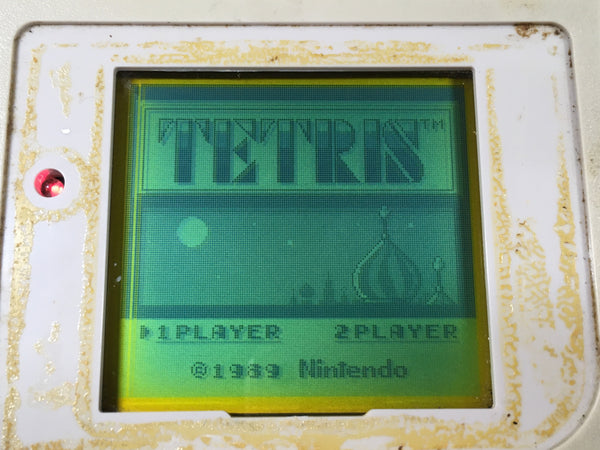 TETRIS™
▶1PLAYER 2PLAYER
©1989 Nintendo